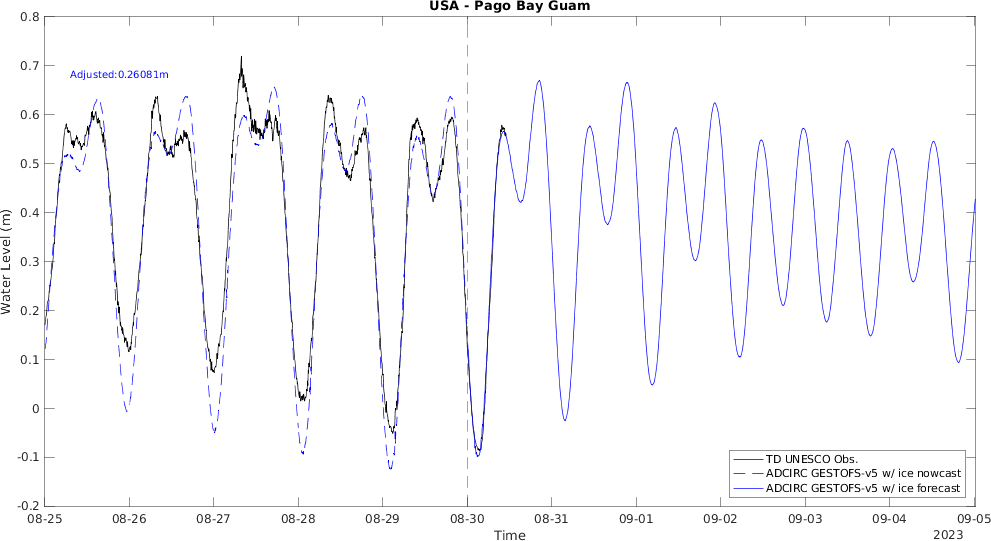 USA - Pago Bay Guam
0.8
0.7
0.6
0.5
0.4
0.3
0.2
0.1
0
-0.1
-0.2
Water Level (m)
Adjusted:0.26081m
TD UNESCO Obs.
ADCIRC GESTOFS-v5 w/ ice nowcast
ADCIRC GESTOFS-v5 w/ ice forecast
08-25 08-26 08-27 08-28 08-29 08-30 08-31 09-01 09-02 09-03 09-04 09-05
Time
2023